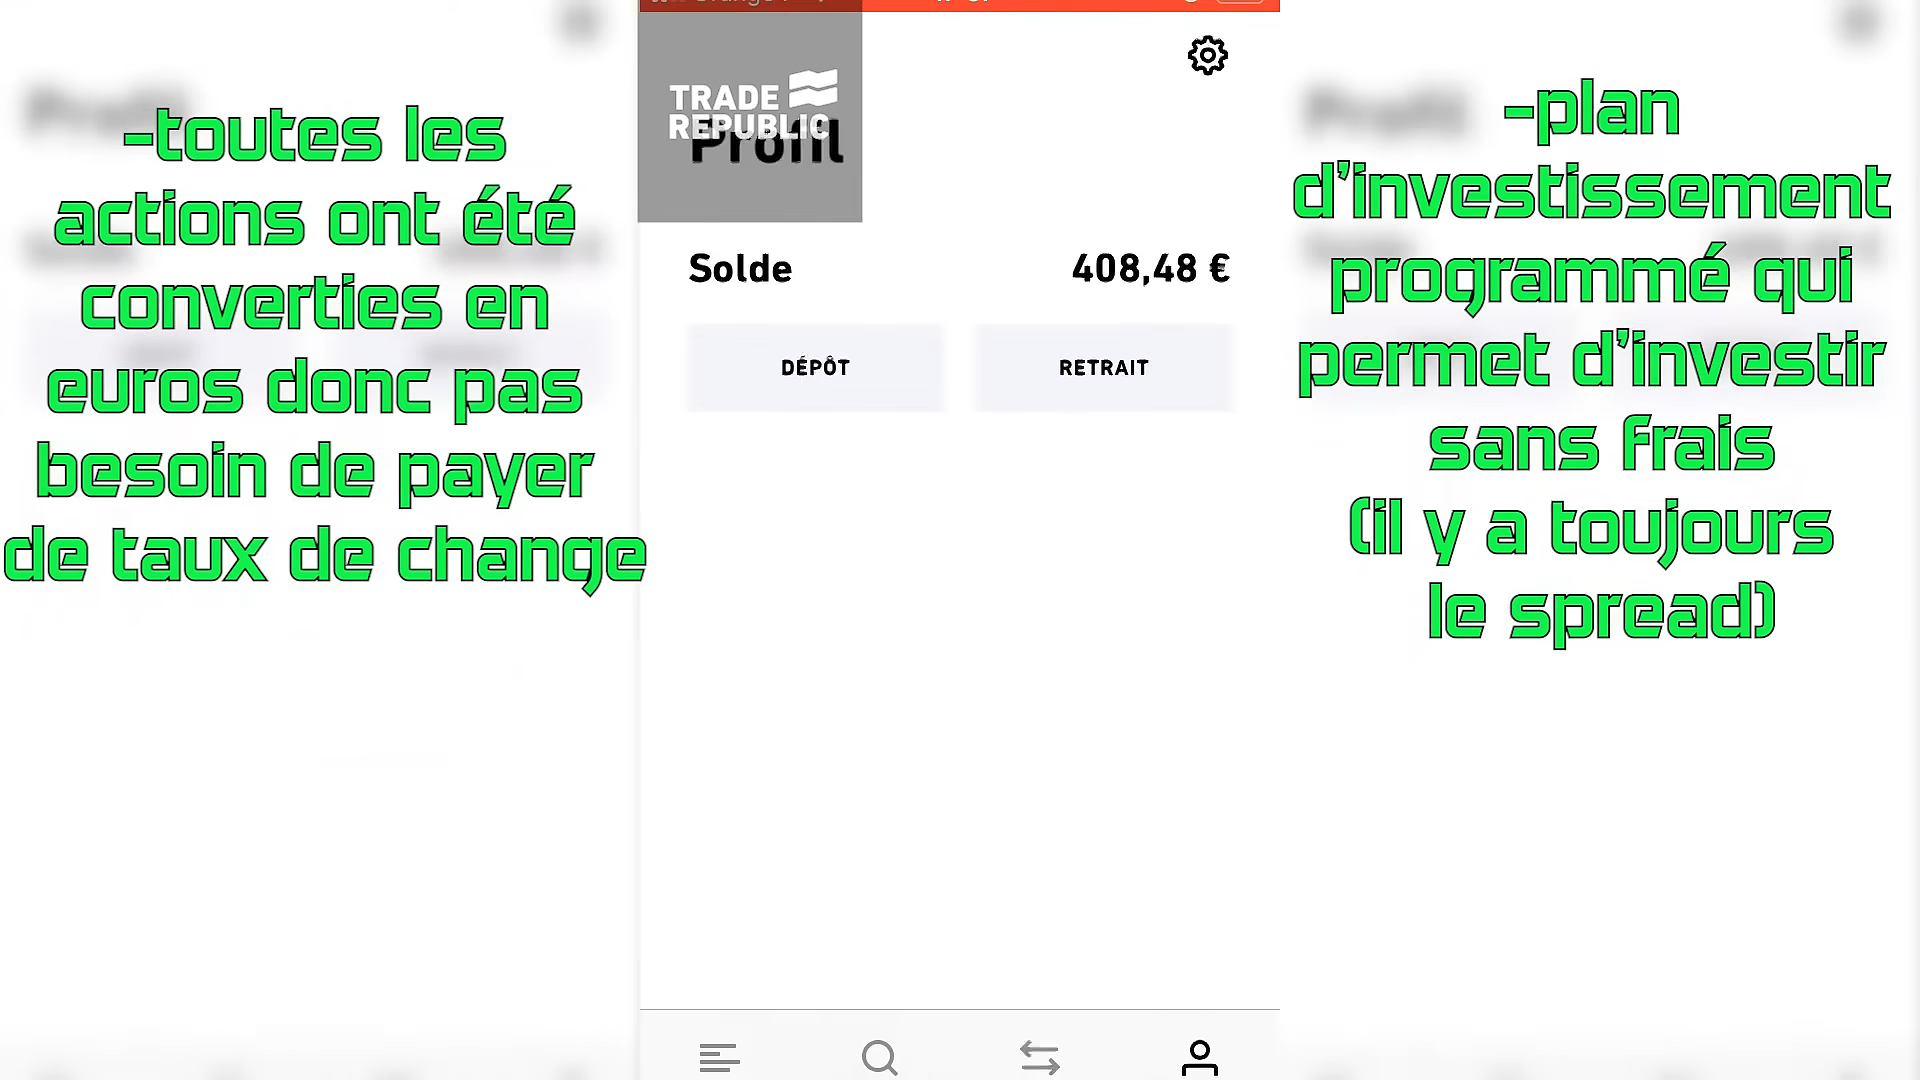 -toutes les
actions ont été
converties en
euros donc pas
besoin de payer
de taux de change
TRADE
REPUBLIC
Profil
Solde
408,48 €
DÉPÔT
RETRAIT
-plan
d'investissement
programmé qui
permet d'investir
sans frais
(il y a toujours
le spread)